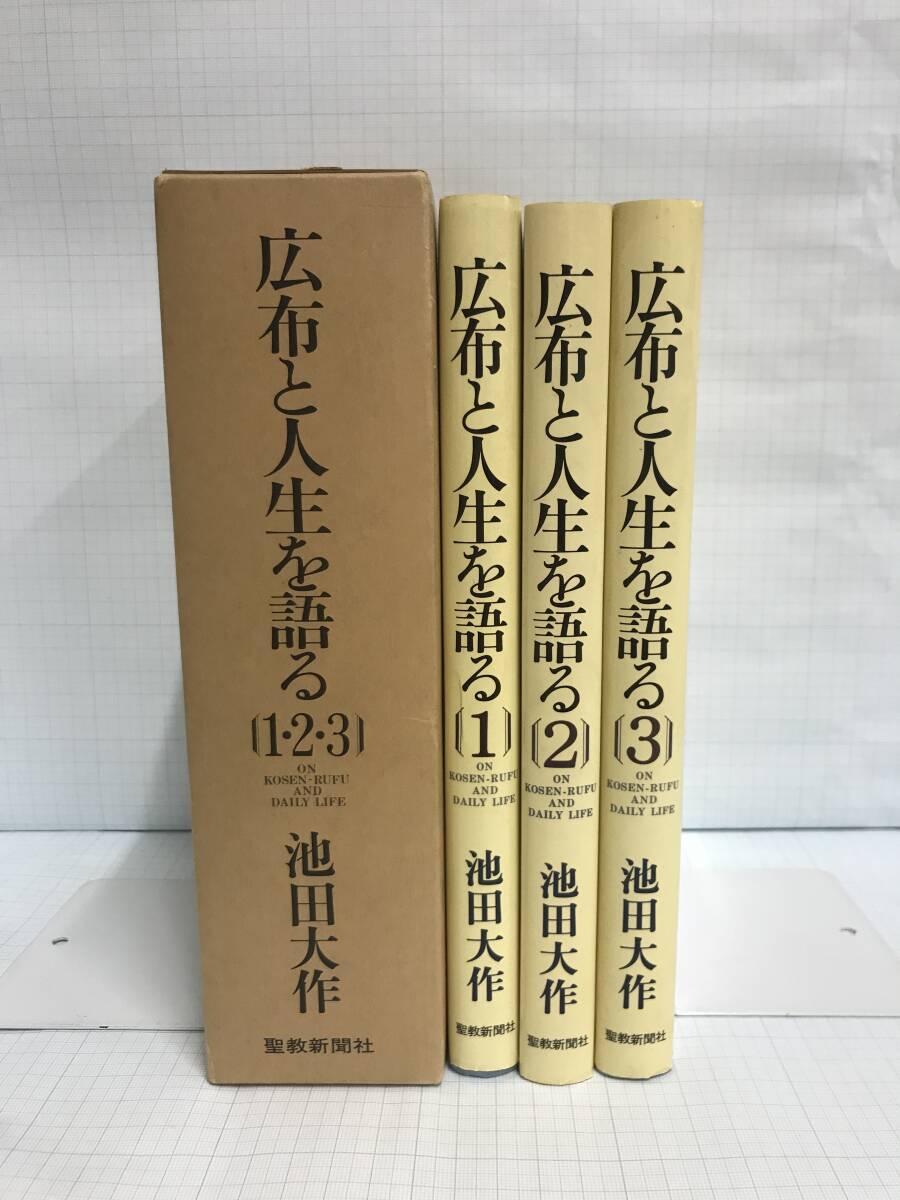 広布と人生を語る
(1・2・3)
ON
KOSEN-RUFU
AND
DAILY LIFE
池田大作
聖教新聞社
広布と人生を語る
(1)
ON
KOSEN-RUFU
AND
DAILY LIFE
池田大作
聖教新聞社
広布と人生を語る
(2)
ON
KOSEN-RUFU
AND
DAILY LIFE
池田大作
聖教新聞社
広布と人生を語る
(3)
ON
KOSEN-RUFU
AND
DAILY LIFE
池田大作
聖教新聞社